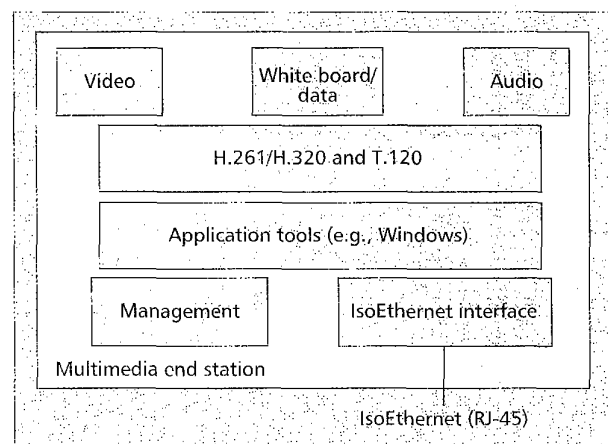 Video
White board/
data
Audio
H.261/H.320 and T.120
Application tools (e.g., Windows)
Management
IsoEthernet interface
Multimedia end station
IsoEthernet (RJ-45)